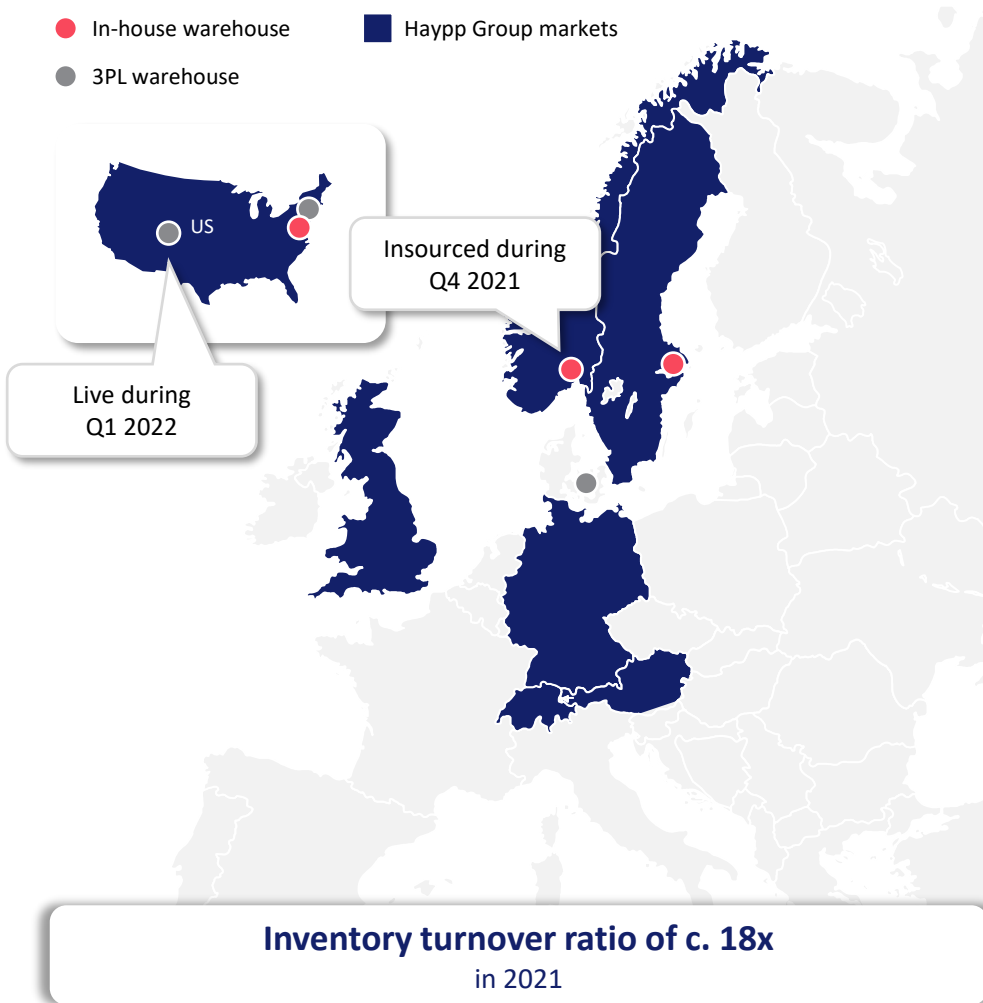 In-house warehouse
Haypp Group markets
3PL warehouse
US
Insourced during
Q4 2021
Live during
Q1 2022
Inventory turnover ratio of c. 18x
in 2021